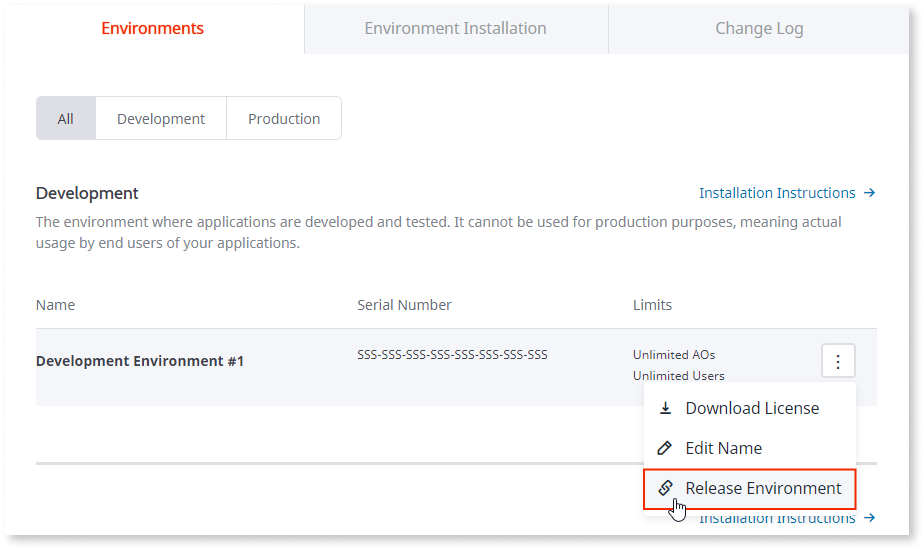 Environments
Environment Installation
Change Log
All
Development
Production
Development
Installation Instructions →
The environment where applications are developed and tested. It cannot be used for production purposes, meaning actual
usage by end users of your applications.
Name
Serial Number
Limits
Development Environment #1
SSS-SSS-SSS-SSS-SSS-SSS-SSS-SSS
Unlimited AOs
Unlimited Users
Download License
Edit Name
Release Environment
Installation Instructions →